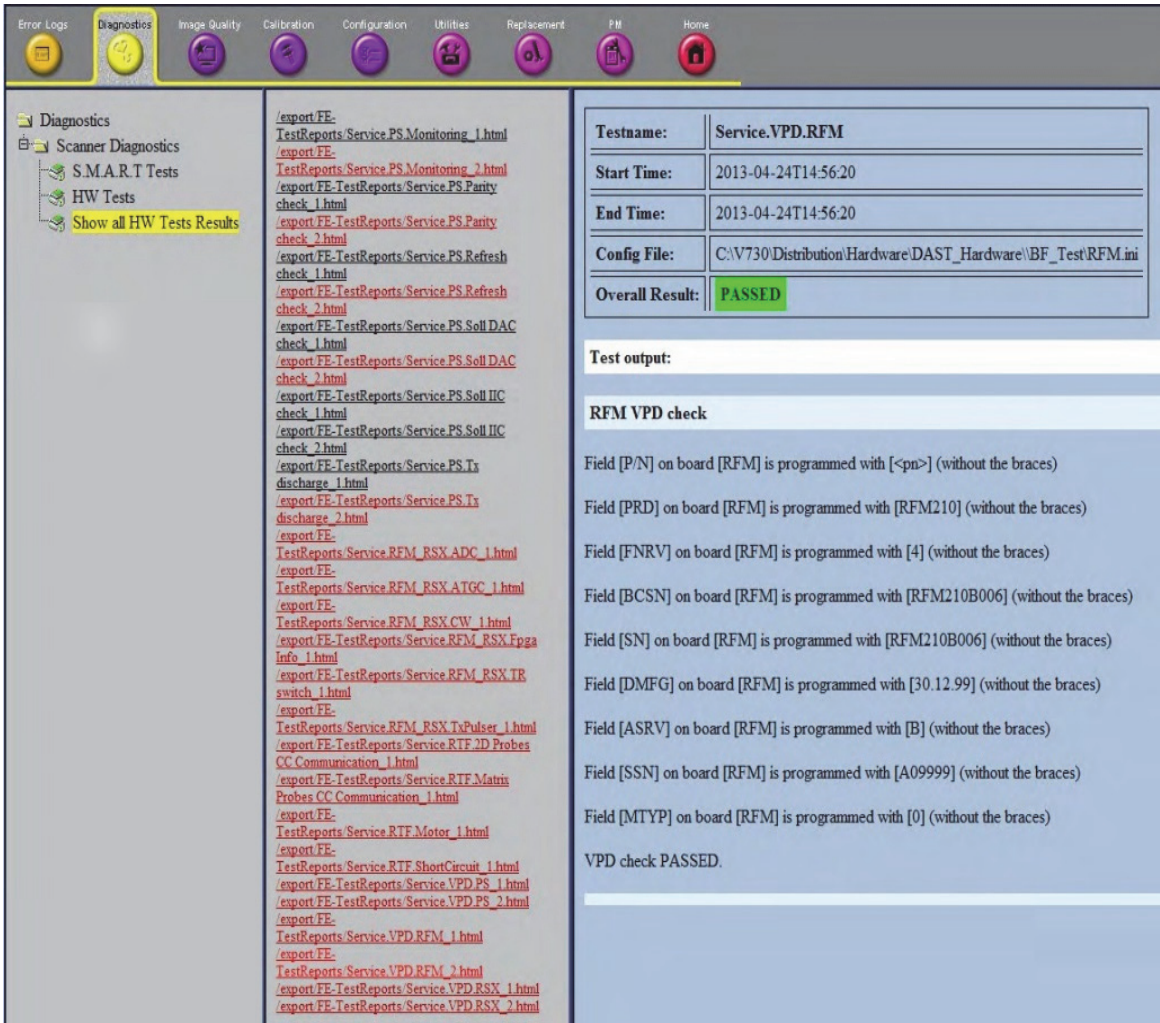 Error Logs
Diagnostics
Image Quality
Calibration
Configuration
Utilities
Replacement
PM
Home
Diagnostics
Scanner Diagnostics
S.M.A.R.T Tests
HW Tests
Show all HW Tests Results
/export/FE-
TestReports/Service.PS.Monitoring_1.html
/export/FE-
TestReports/Service.PS.Monitoring_2.html
/export/FE-TestReports/Service.PS.Parity
check_1.html
/export/FE-TestReports/Service.PS.Parity
check_2.html
/export/FE-TestReports/Service.PS.Refresh
check_1.html
/export/FE-TestReports/Service.PS.Refresh
check_2.html
/export/FE-TestReports/Service.PS.Soll DAC
check_1.html
/export/FE-TestReports/Service.PS.Soll DAC
check_2.html
/export/FE-TestReports/Service.PS.Soll IIC
check_1.html
/export/FE-TestReports/Service.PS.Soll IIC
check_2.html
/export/FE-TestReports/Service.PS.Tx
discharge_1.html
/export/FE-TestReports/Service.PS.Tx
discharge_2.html
/export/FE-
TestReports/Service.RFM_RSX.ADC_1.html
/export/FE-
TestReports/Service.RFM_RSX.ATGC_1.html
/export/FE-
TestReports/Service.RFM_RSX.CW_1.html
/export/FE-TestReports/Service.RFM_RSX.Fpga
Info_1.html
/export/FE-TestReports/Service.RFM_RSX.TR
switch_1.html
/export/FE-
TestReports/Service.RFM_RSX.TxPulser_1.html
/export/FE-TestReports/Service.RTF.2D Probes
CC Communication_1.html
/export/FE-TestReports/Service.RTF.Matrix
Probes CC Communication_1.html
/export/FE-
TestReports/Service.RTF.Motor_1.html
/export/FE-
TestReports/Service.RTF.ShortCircuit_1.html
/export/FE-TestReports/Service.VPD.PS_1.html
/export/FE-TestReports/Service.VPD.PS_2.html
/export/FE-
TestReports/Service.VPD.RFM_1.html
/export/FE-
TestReports/Service.VPD.RFM_2.html
/export/FE-TestReports/Service.VPD.RSX_1.html
/export/FE-TestReports/Service.VPD.RSX_2.html
Testname: Service.VPD.RFM
Start Time: 2013-04-24T14:56:20
End Time: 2013-04-24T14:56:20
Config File: C:\V730\Distribution\Hardware\DAST_Hardware\\BF_Test\RFM.ini
Overall Result: PASSED
Test output:
RFM VPD check
Field [P/N] on board [RFM] is programmed with [<pn>] (without the braces)
Field [PRD] on board [RFM] is programmed with [RFM210] (without the braces)
Field [FNRV] on board [RFM] is programmed with [4] (without the braces)
Field [BCSN] on board [RFM] is programmed with [RFM210B006] (without the braces)
Field [SN] on board [RFM] is programmed with [RFM210B006] (without the braces)
Field [DMFG] on board [RFM] is programmed with [30.12.99] (without the braces)
Field [ASRV] on board [RFM] is programmed with [B] (without the braces)
Field [SSN] on board [RFM] is programmed with [A09999] (without the braces)
Field [MTYP] on board [RFM] is programmed with [0] (without the braces)
VPD check PASSED.